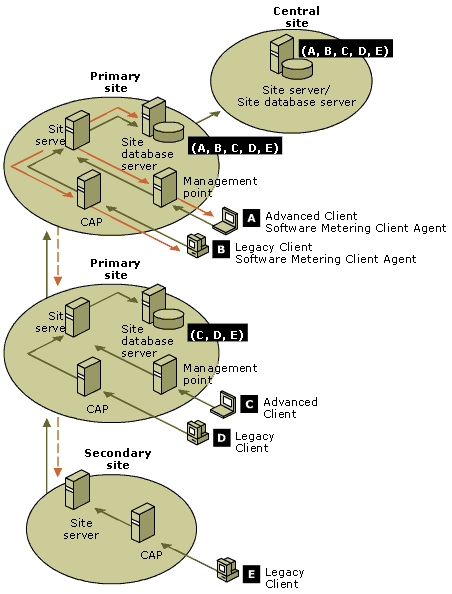 Central
site
(A, B, C, D, E)
Site server/
Site database server
Primary
site
Site
server
Site
database
server
(A, B, C, D, E)
Management
point
CAP
A Advanced Client
Software Metering Client Agent
B Legacy Client
Software Metering Client Agent
Primary
site
Site
server
Site
database
server
(C, D, E)
Management
point
CAP
C Advanced
Client
D Legacy
Client
Secondary
site
Site
server
CAP
E Legacy
Client